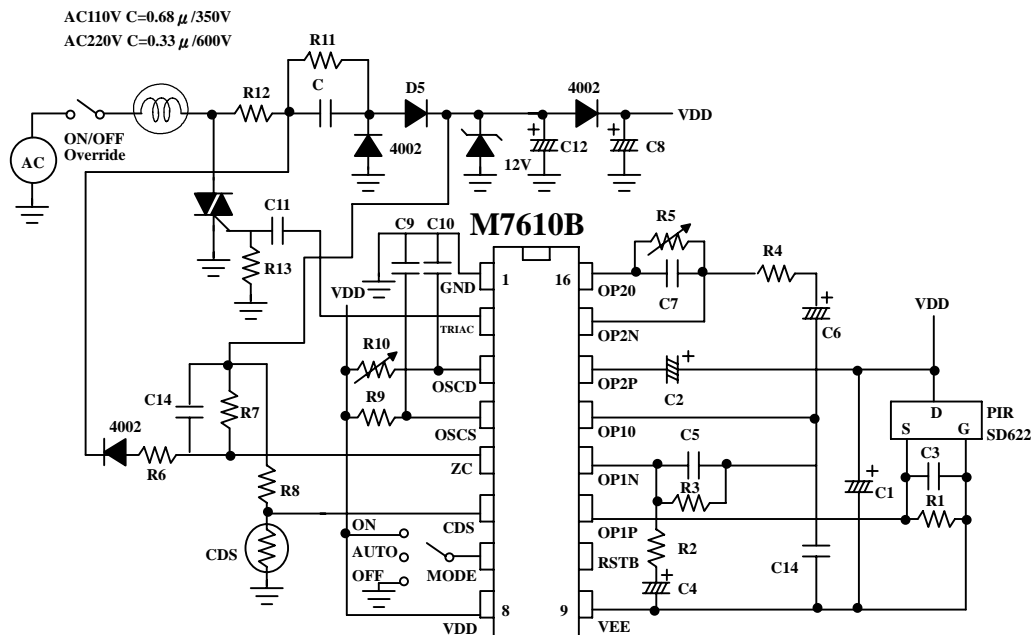 AC110V C=0.68 μ/350V
AC220V C=0.33 μ/600V
R11
R12
C
D5
4002
VDD
ON/OFF
Override
AC
4002
12V
C12
C8
C11
C9
C10
M7610B
R5
R4
R13
VDD
GND
1
16
OP20
C7
VDD
TRIAC
OP2N
C6
R10
OSCD
OP2P
C2
D
PIR
S
G
SD622
C14
R7
R9
OSCS
OP10
C5
C3
4002
R6
ZC
OP1N
R3
C1
R1
R8
CDS
ON
CDS
OP1P
R2
AUTO
MODE
RSTB
C14
OFF
C4
8
9
VDD
VEE